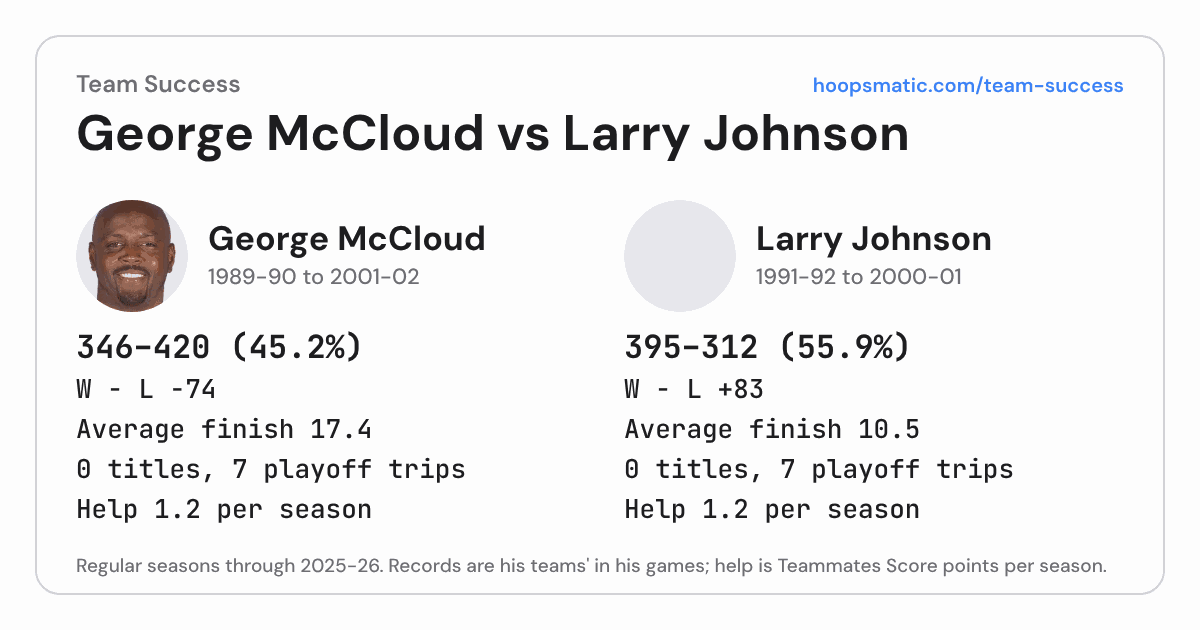 Team Success
hoopsmatic.com/team-success
George McCloud vs Larry Johnson
George McCloud
1989-90 to 2001-02
346-420 (45.2%)
W - L -74
Average finish 17.4
0 titles, 7 playoff trips
Help 1.2 per season
Larry Johnson
1991-92 to 2000-01
395-312 (55.9%)
W - L +83
Average finish 10.5
0 titles, 7 playoff trips
Help 1.2 per season
Regular seasons through 2025-26. Records are his teams' in his games; help is Teammates Score points per season.